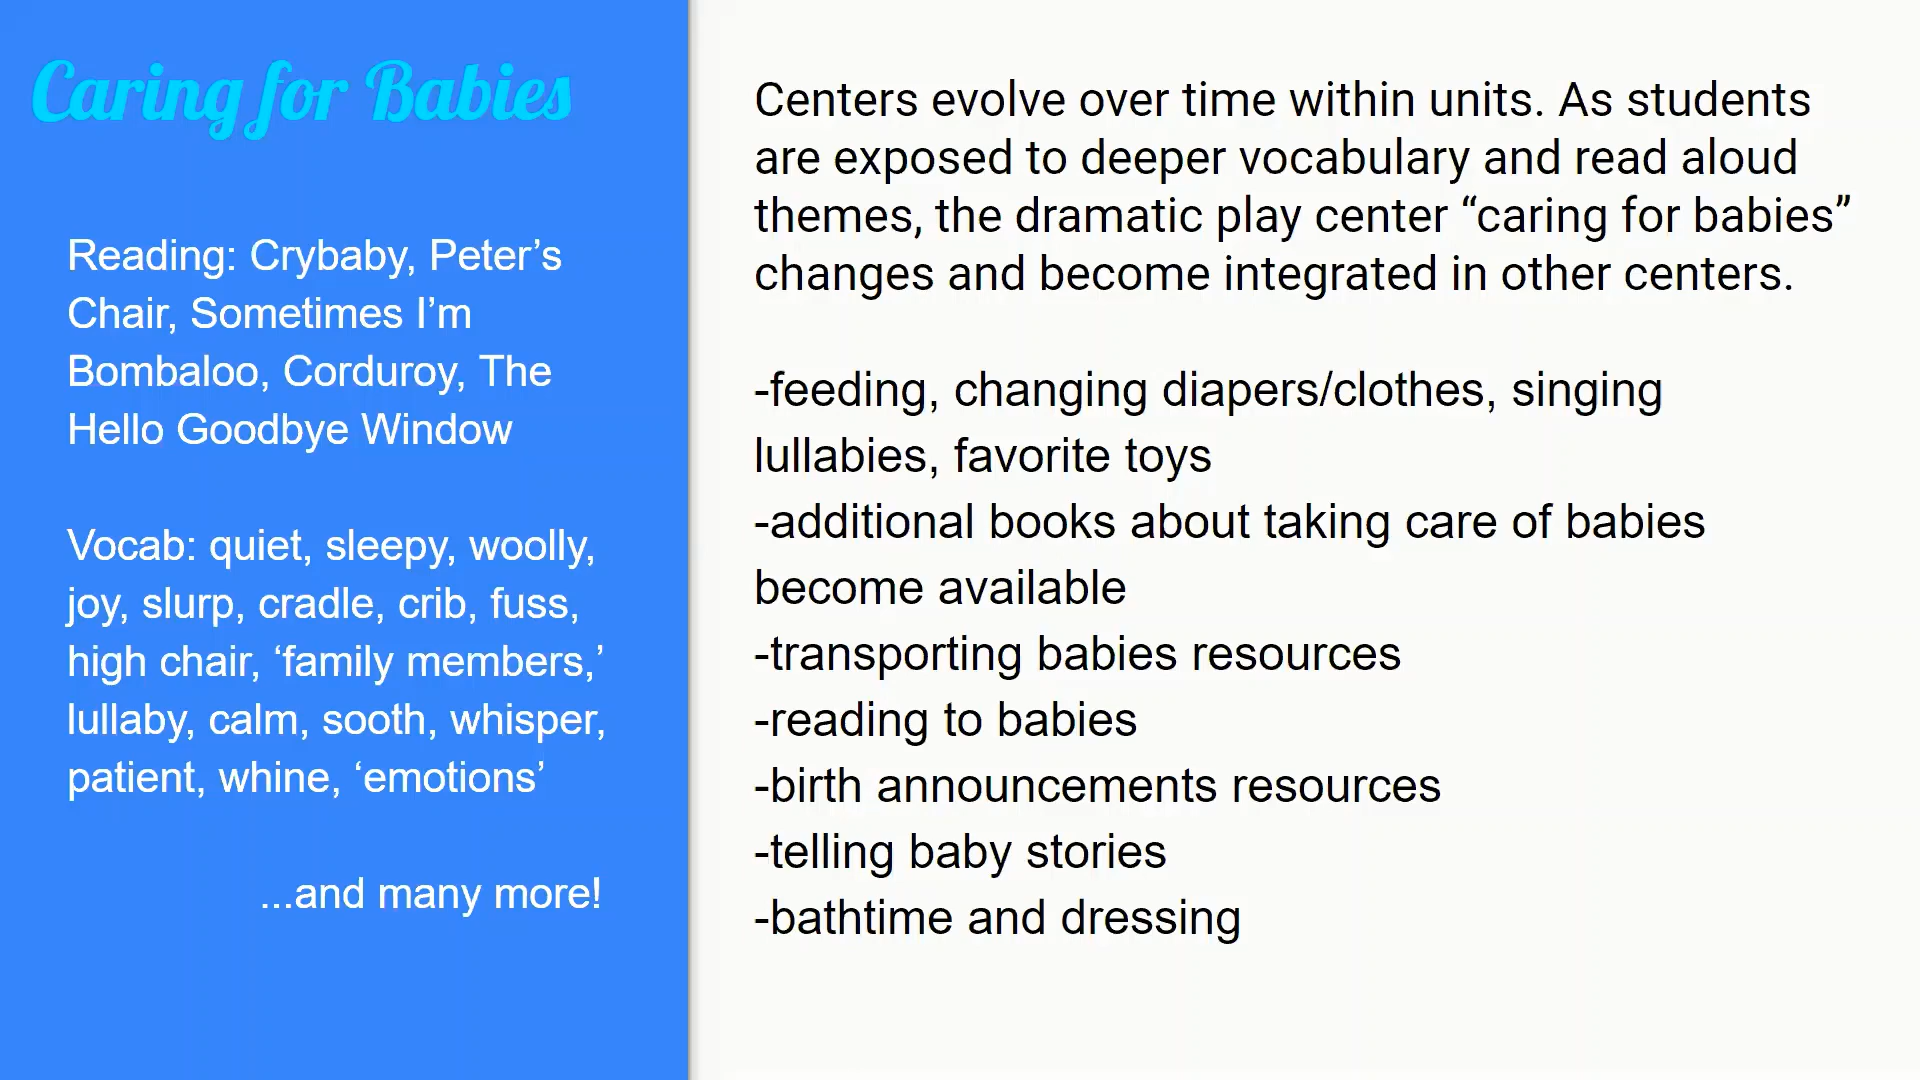 Caring for Babies
Reading: Crybaby, Peter’s
Chair, Sometimes I’m
Bombaloo, Corduroy, The
Hello Goodbye Window
Vocab: quiet, sleepy, woolly,
joy, slurp, cradle, crib, fuss,
high chair, ‘family members,’
lullaby, calm, sooth, whisper,
patient, whine, ‘emotions’
...and many more!
Centers evolve over time within units. As students
are exposed to deeper vocabulary and read aloud
themes, the dramatic play center “caring for babies”
changes and become integrated in other centers.
-feeding, changing diapers/clothes, singing
lullabies, favorite toys
-additional books about taking care of babies
become available
-transporting babies resources
-reading to babies
-birth announcements resources
-telling baby stories
-bathtime and dressing